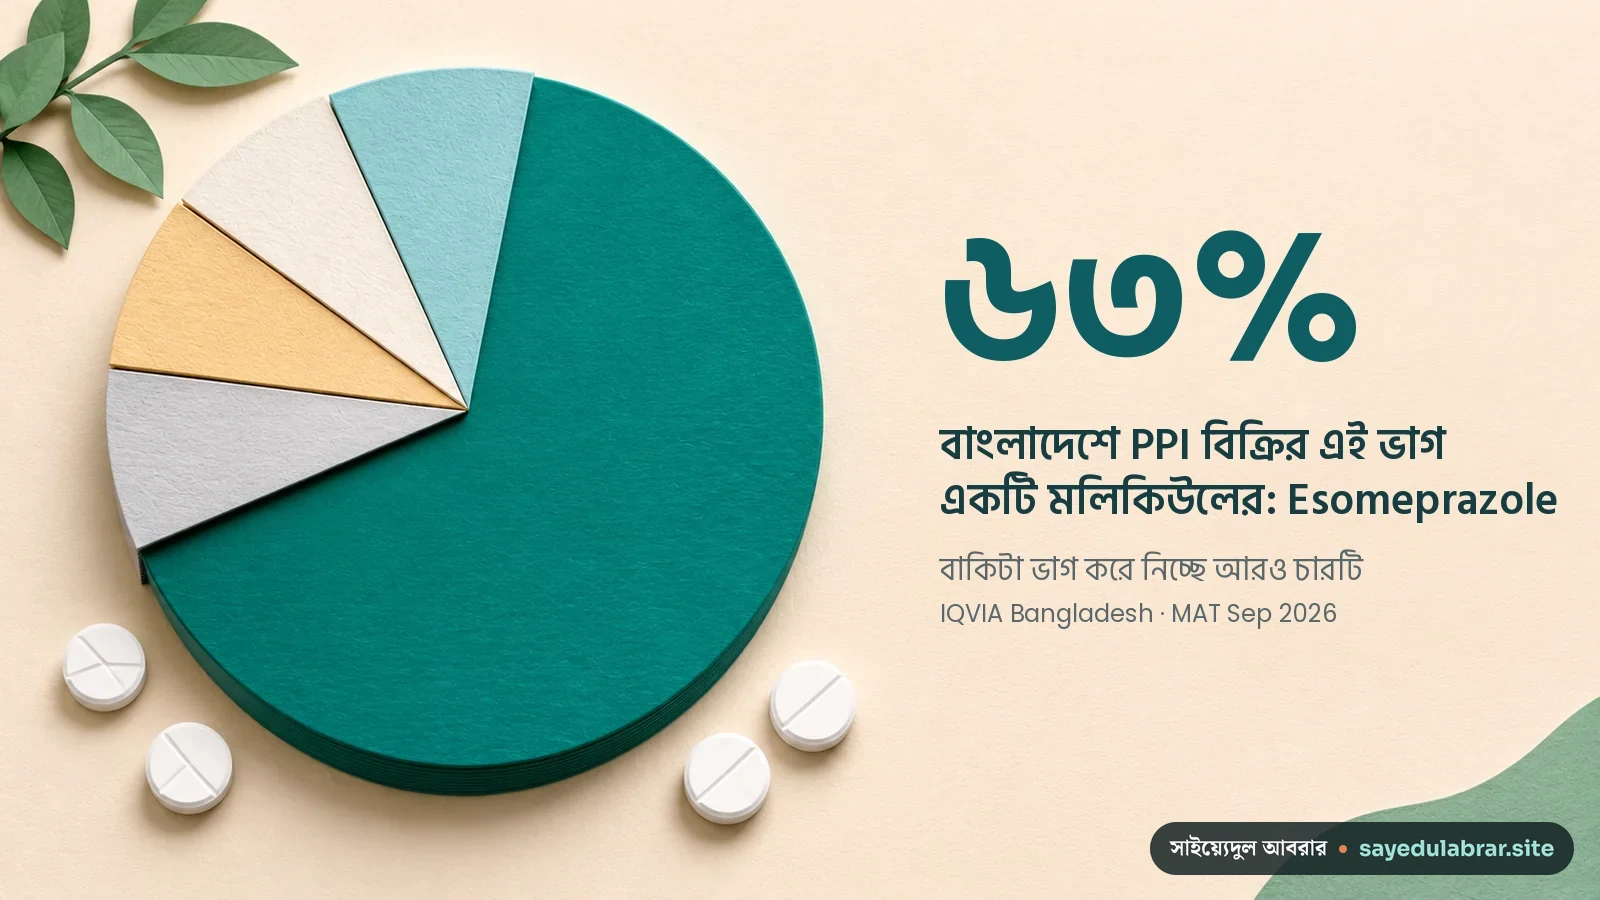 ৬৩%
বাংলাদেশে PPI বিক্রির এই ভাগ
একটি মলিকিউলের: Esomeprazole
বাকিটা ভাগ করে নিচ্ছে আরও চারটি
IQVIA Bangladesh · MAT Sep 2026
সাইয়্যেদুল আবরার • sayedulabrar.site